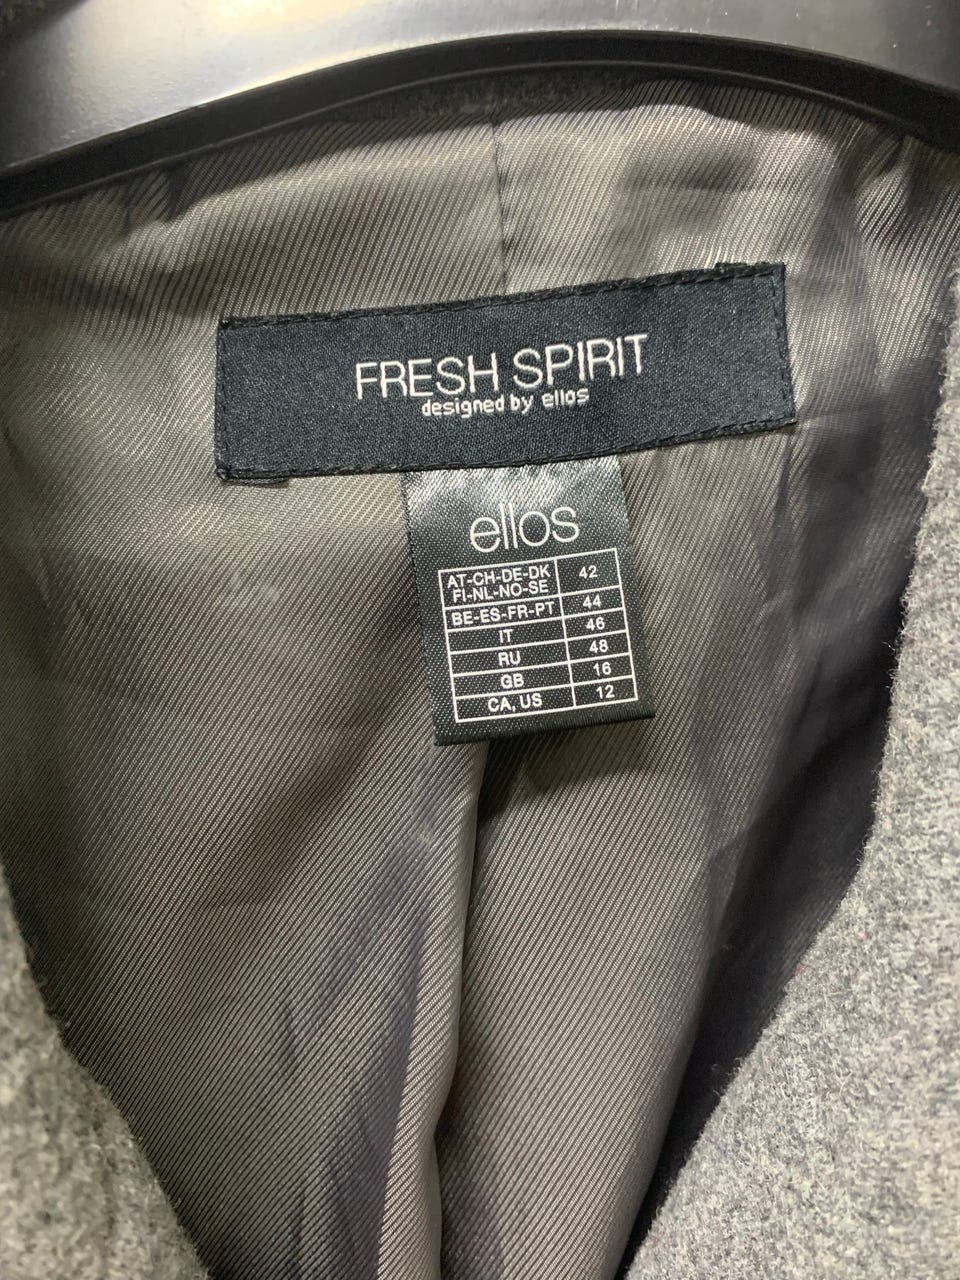 FRESH SPIRIT
designed by ellos
ellos
AT-CH-DE-DK
FI-NL-NO-SE 42
BE-ES-FR-PT 44
IT 46
RU 48
GB 16
CA, US 12